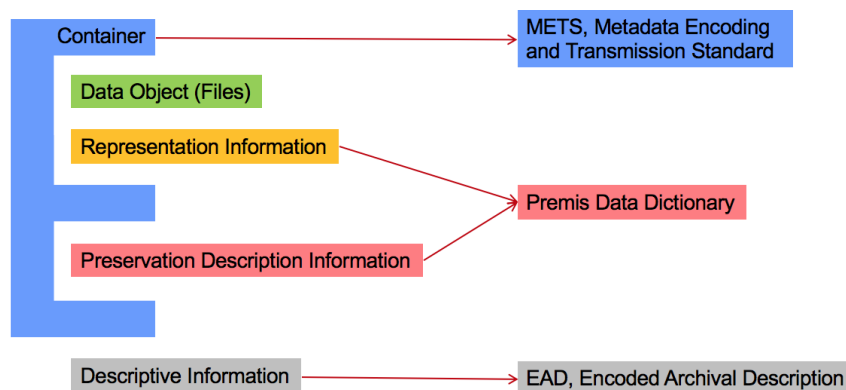 Container
METS, Metadata Encoding
and Transmission Standard
Data Object (Files)
Representation Information
Premis Data Dictionary
Preservation Description Information
Descriptive Information
EAD, Encoded Archival Description